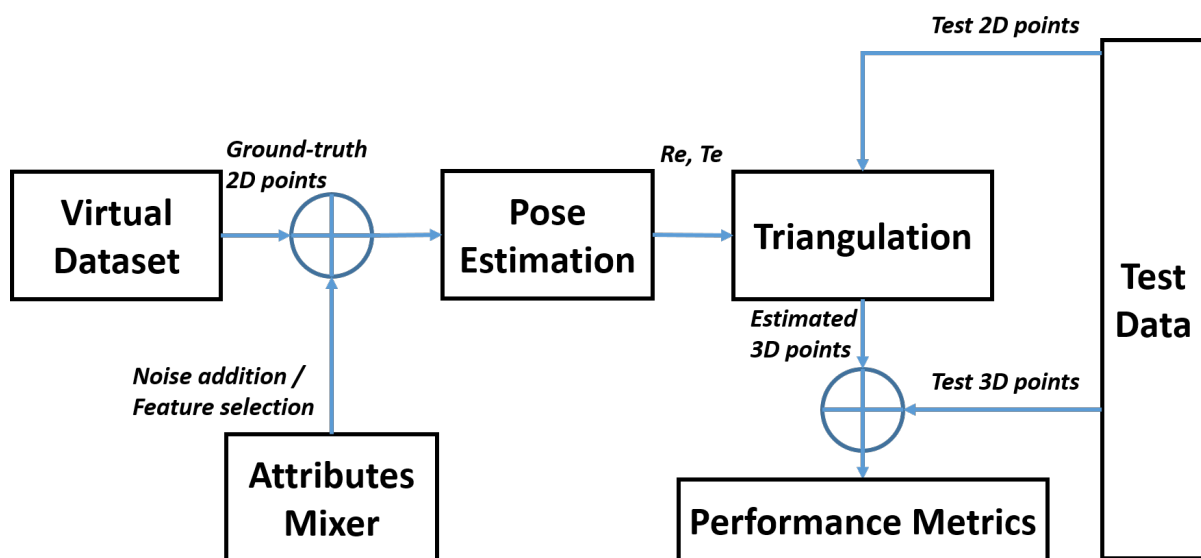 Test 2D points
Ground-truth
2D points
Re, Te
Virtual
Dataset
Pose
Estimation
Triangulation
Test
Data
Estimated
3D points
Noise addition /
Feature selection
Test 3D points
Attributes
Mixer
Performance Metrics